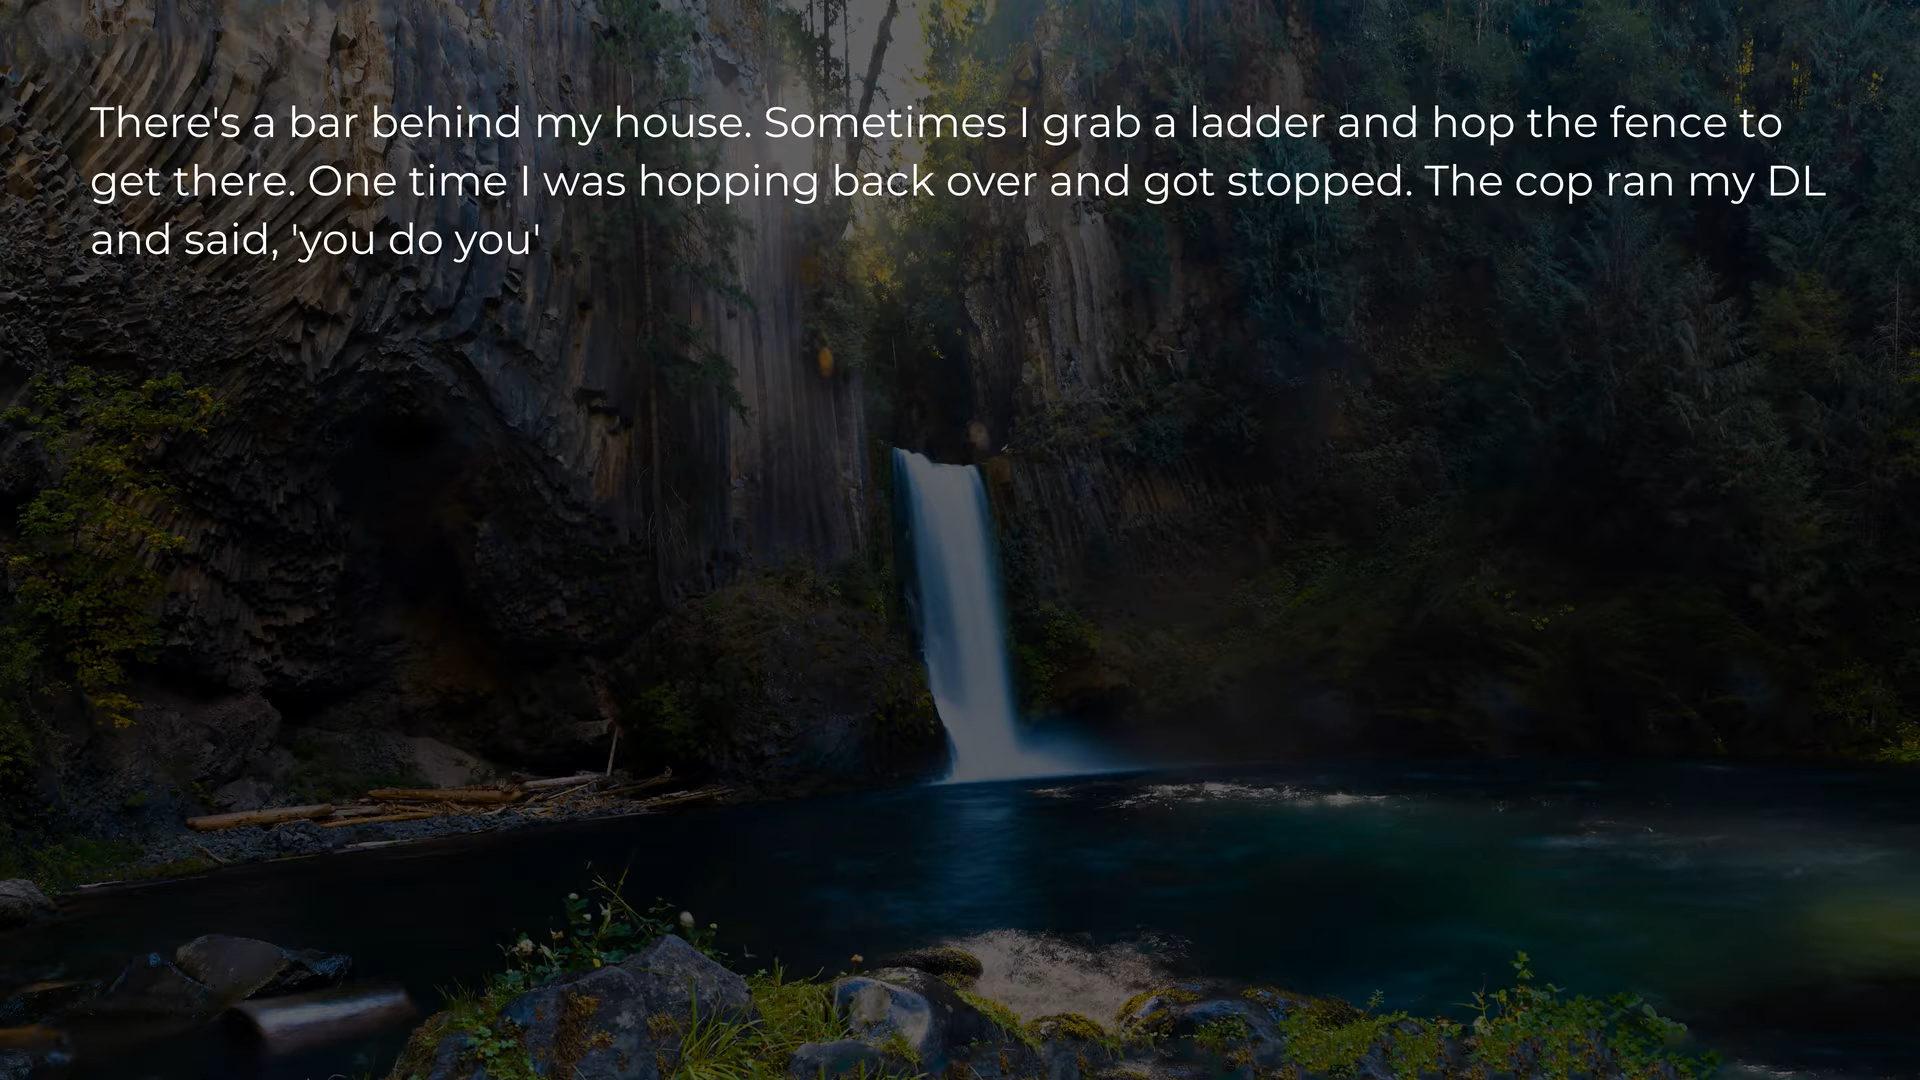 There's a bar behind my house. Sometimes I grab a ladder and hop the fence to
get there. One time I was hopping back over and got stopped. The cop ran my DL
and said, 'you do you'